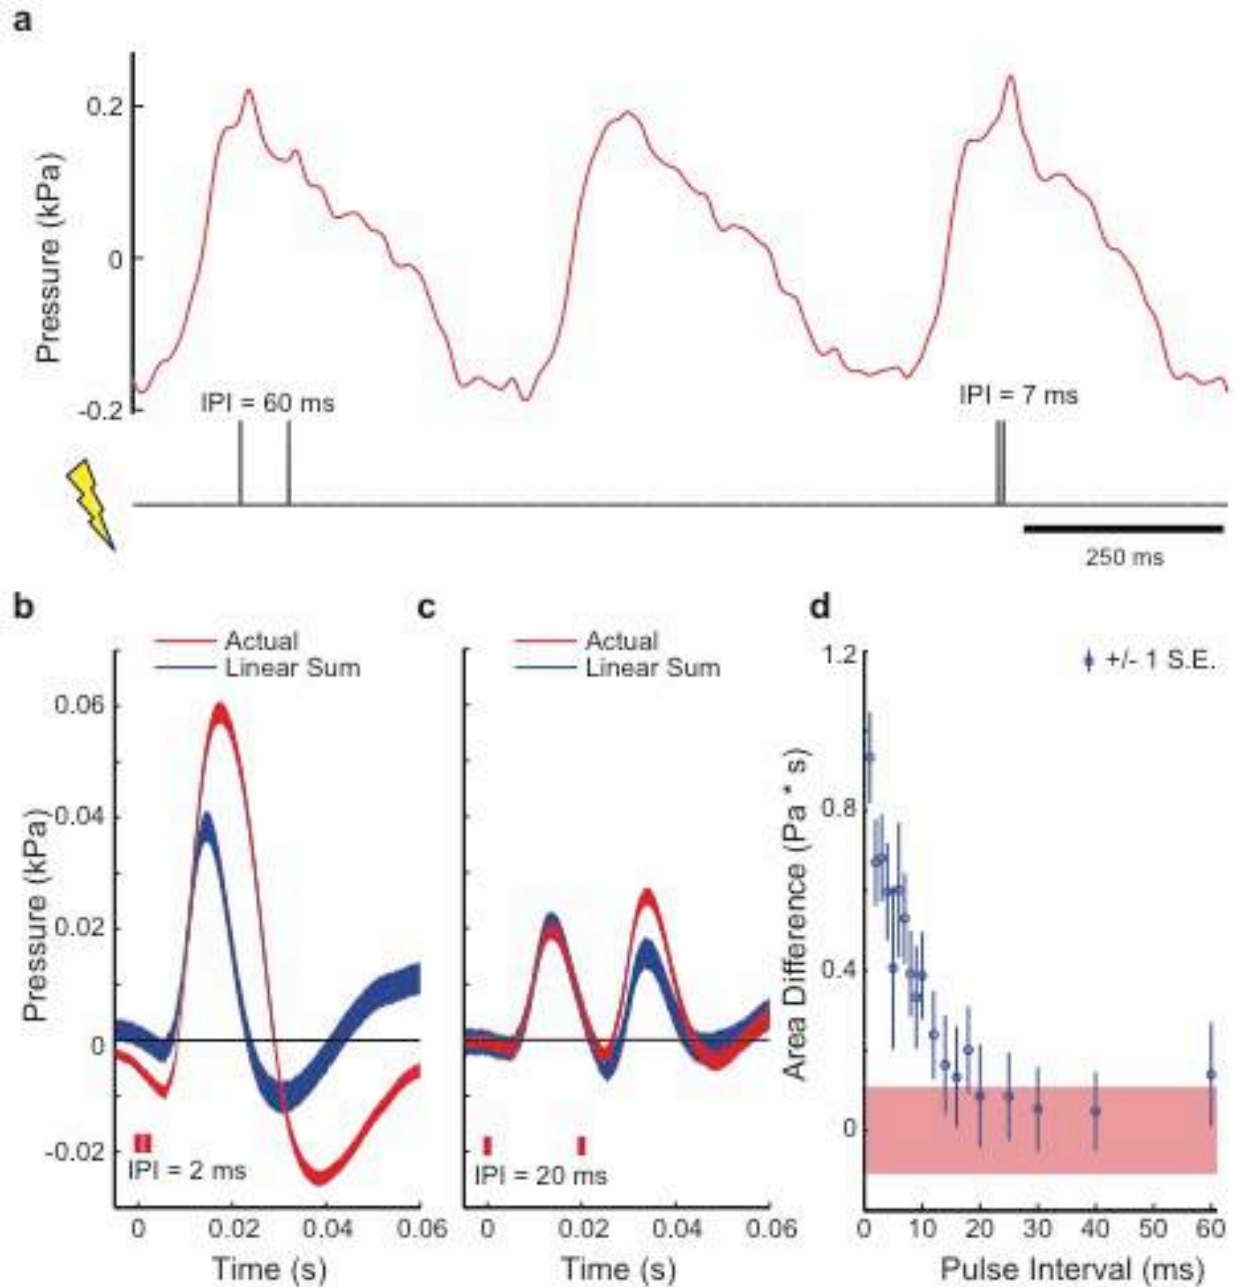 a
Pressure (kPa)
0.2
0
-0.2
IPI = 60 ms
IPI = 7 ms
250 ms
b
Actual
Linear Sum
Pressure (kPa)
0.06
0.04
0.02
0
-0.02
IPI = 2 ms
0 0.02 0.04 0.06
Time (s)
c
Actual
Linear Sum
IPI = 20 ms
0 0.02 0.04 0.06
Time (s)
d
+/- 1 S.E.
Area Difference (Pa * s)
1.2
0.8
0.4
0
0 10 20 30 40 50 60
Pulse Interval (ms)